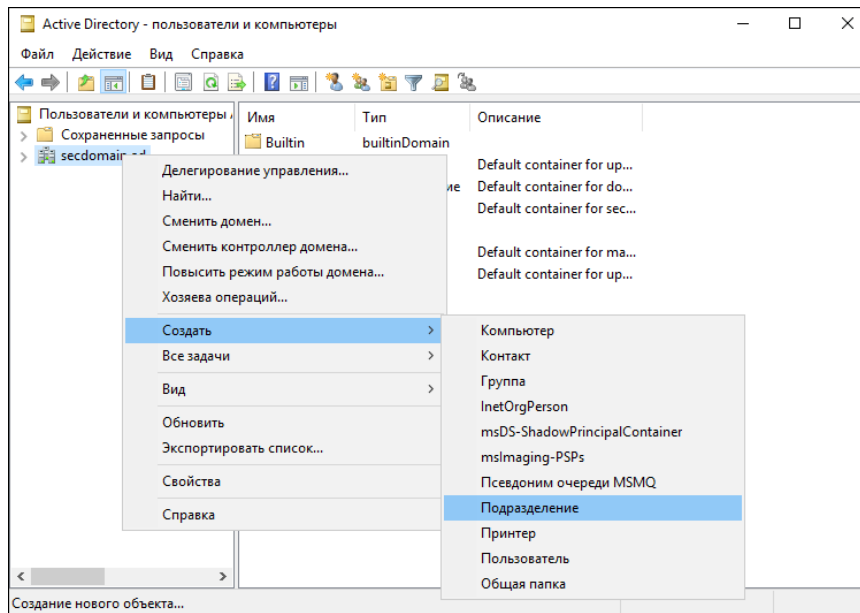 Active Directory - пользователи и компьютеры
Файл Действие Вид Справка
Пользователи и компьютеры
Сохраненные запросы
secdomain
Имя Тип Описание
Builtin builtinDomain
Default container for up...
Default container for do...
Default container for sec...
Default container for ma...
Default container for up...
Делегирование управления...
Найти...
Сменить домен...
Сменить контроллер домена...
Повысить режим работы домена...
Хозяева операций...
Создать
Все задачи
Вид
Обновить
Экспортировать список...
Свойства
Справка
Компьютер
Контакт
Группа
InetOrgPerson
msDS-ShadowPrincipalContainer
msImaging-PSPs
Псевдоним очереди MSMQ
Подразделение
Принтер
Пользователь
Общая папка
Создание нового объекта...